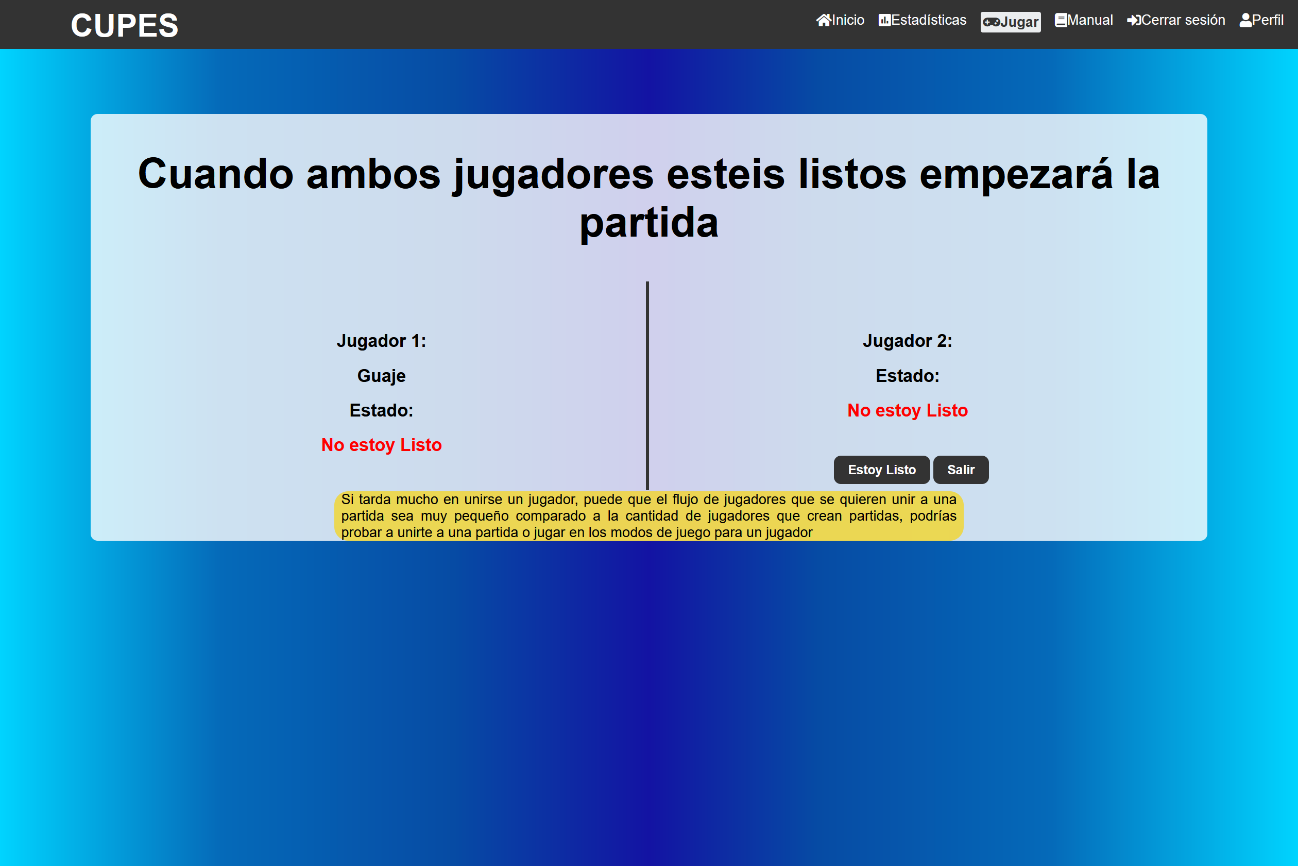 CUPES
Inicio
Estadísticas
Jugar
Manual
Cerrar sesión
Perfil
Cuando ambos jugadores esteis listos empezará la
partida
Jugador 1:
Guaje
Estado:
No estoy Listo
Jugador 2:
Estado:
No estoy Listo
Estoy Listo
Salir
Si tarda mucho en unirse un jugador, puede que el flujo de jugadores que se quieren unir a una
partida sea muy pequeño comparado a la cantidad de jugadores que crean partidas, podrías
probar a unirte a una partida o jugar en los modos de juego para un jugador